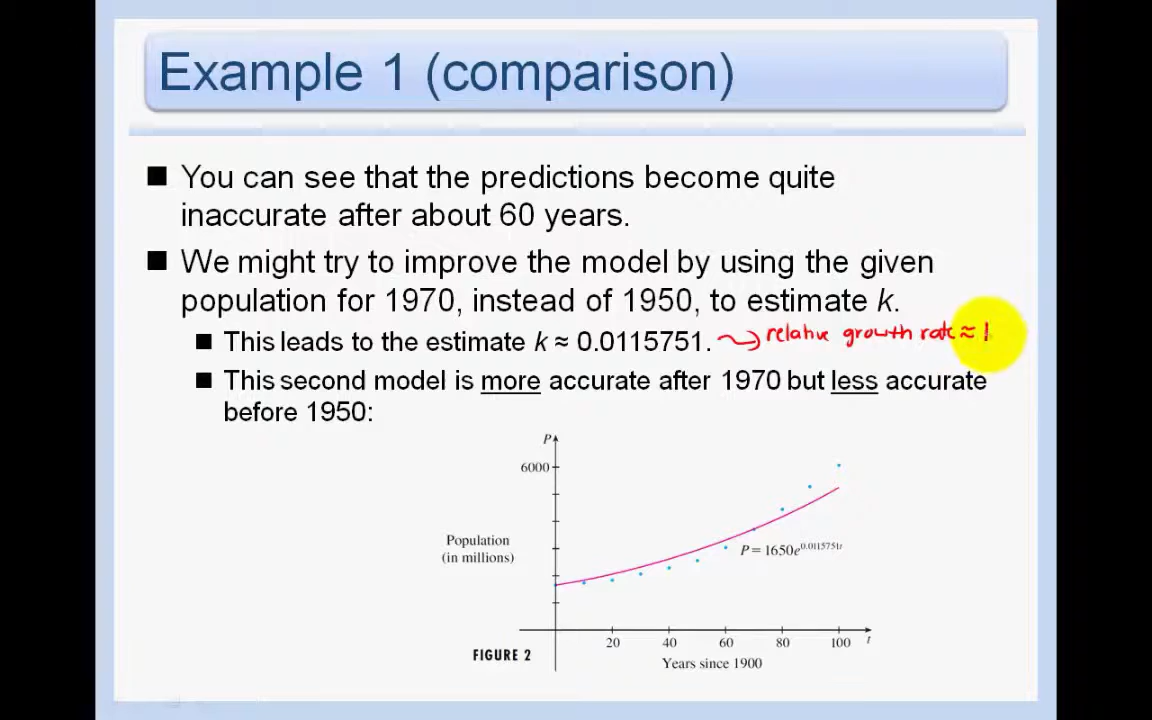 Example 1 (comparison)
■ You can see that the predictions become quite
inaccurate after about 60 years.
■ We might try to improve the model by using the given
population for 1970, instead of 1950, to estimate k.
■ This leads to the estimate k ≈ 0.0115751. relative growth rate ≈ 1
■ This second model is more accurate after 1970 but less accurate
before 1950:
P
6000
Population
(in millions)
P = 1650e^0.0115751t
20 40 60 80 100 t
Years since 1900
FIGURE 2